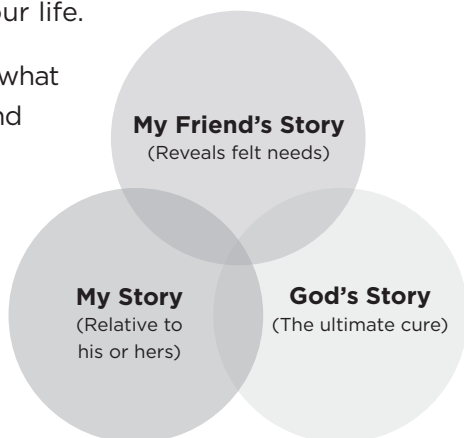 ur life.
what
nd
My Friend's Story
(Reveals felt needs)
My Story
(Relative to
his or hers)
God's Story
(The ultimate cure)